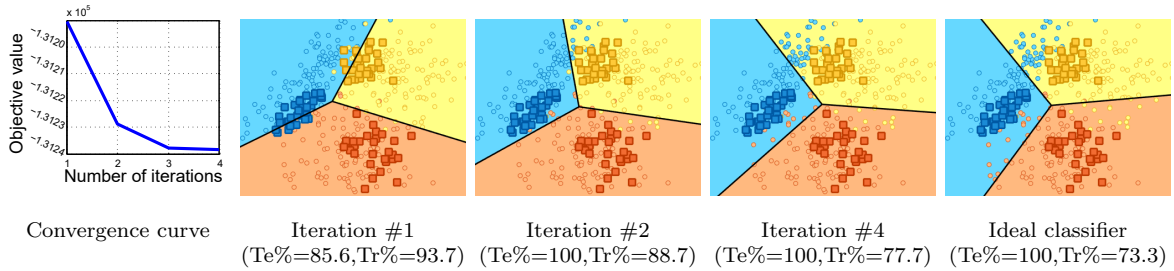 x 10⁵
Objective value
-1.3120
-1.3121
-1.3122
-1.3123
-1.3124
1 2 3 4
Number of iterations
Convergence curve
Iteration #1
(Te%=85.6,Tr%=93.7)
Iteration #2
(Te%=100,Tr%=88.7)
Iteration #4
(Te%=100,Tr%=77.7)
Ideal classifier
(Te%=100,Tr%=73.3)